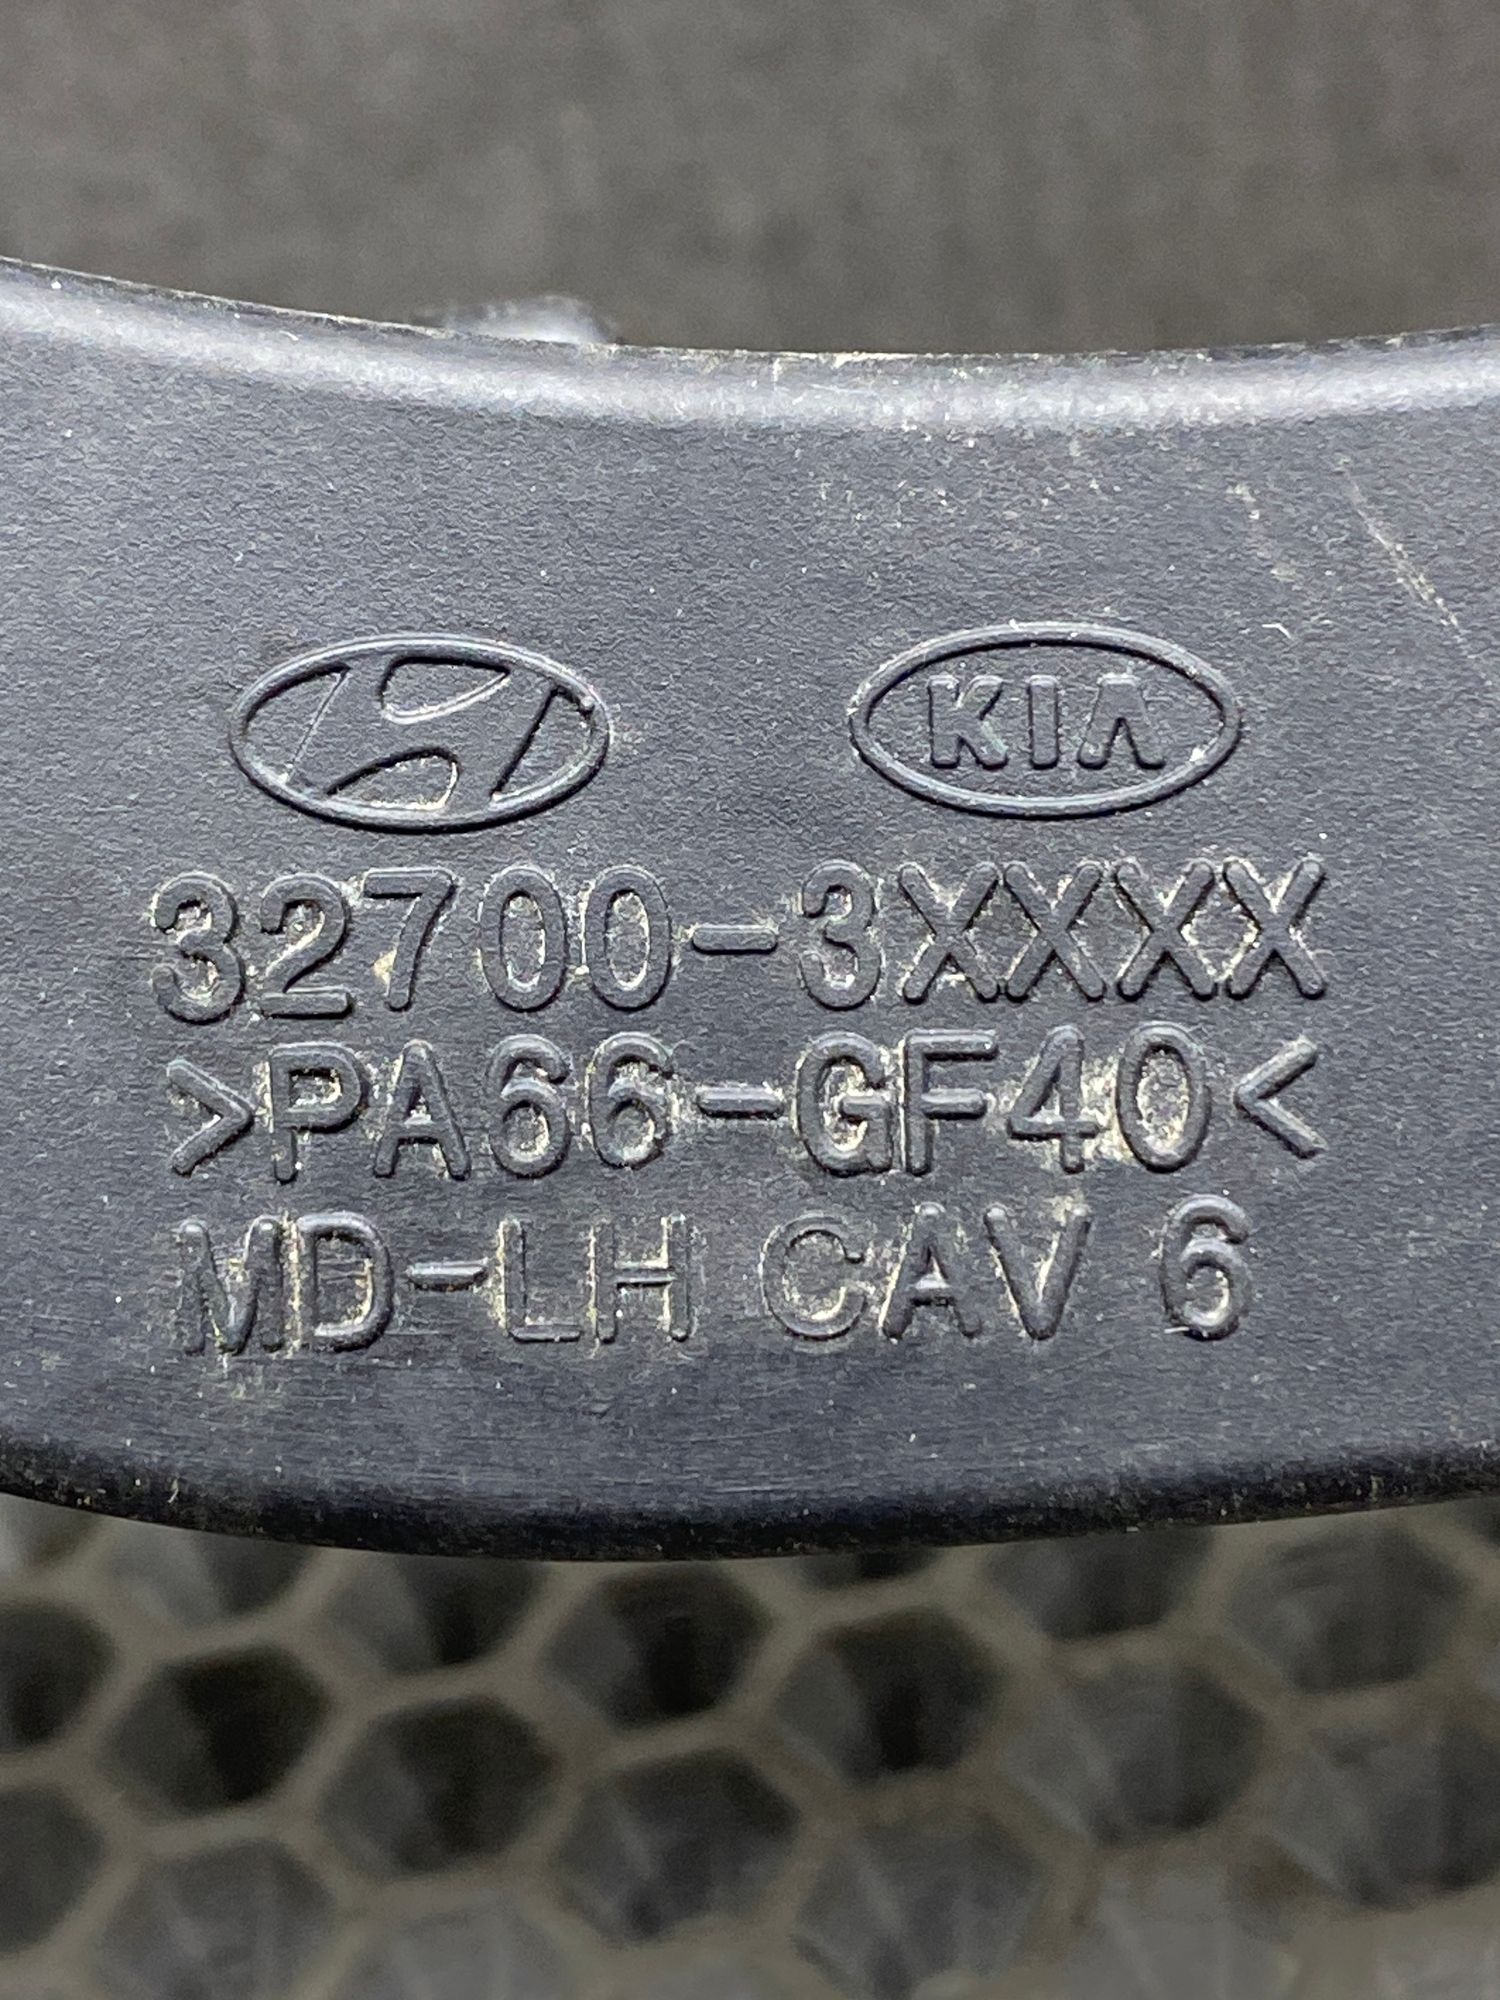 KIA
32700-3XXXX
>PA66-GF40<
MD-LH CAV 6